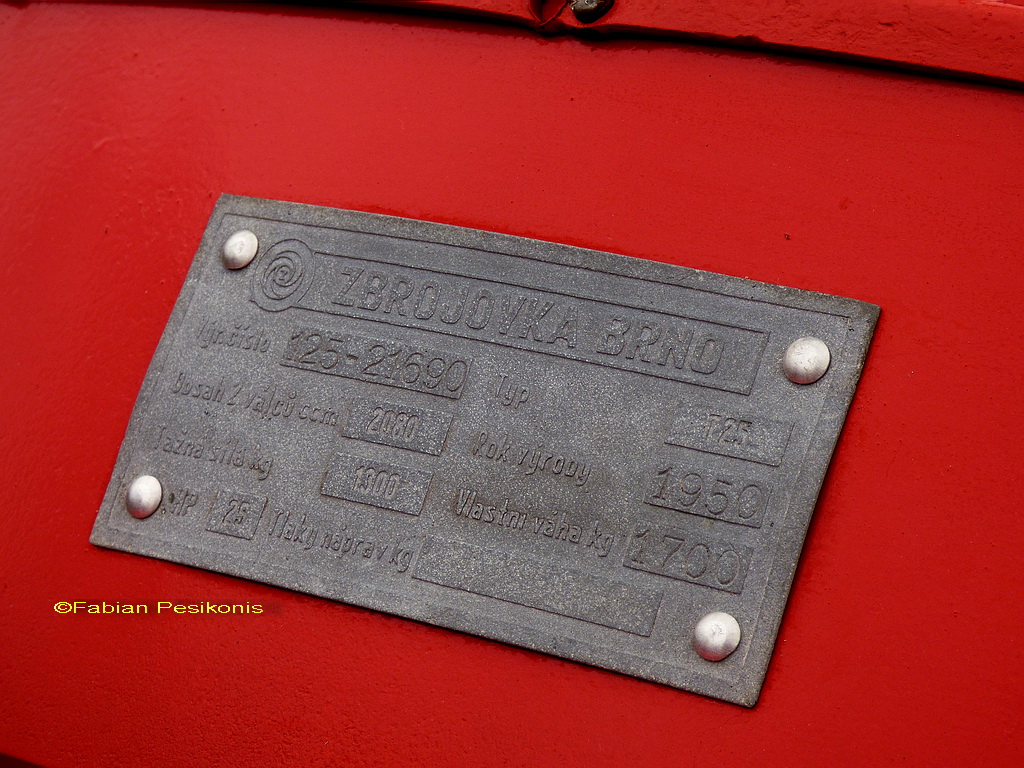 Z
ZBROJOVKA BRNO
Výr. číslo 125-21690 Typ T 25
Obsah 2 válců ccm 2080 Rok výroby 1950
Tažná síla kg 1300 Vlastní váha kg 1700
HP 25 Tlaky náprav kg
©Fabian Pesikonis